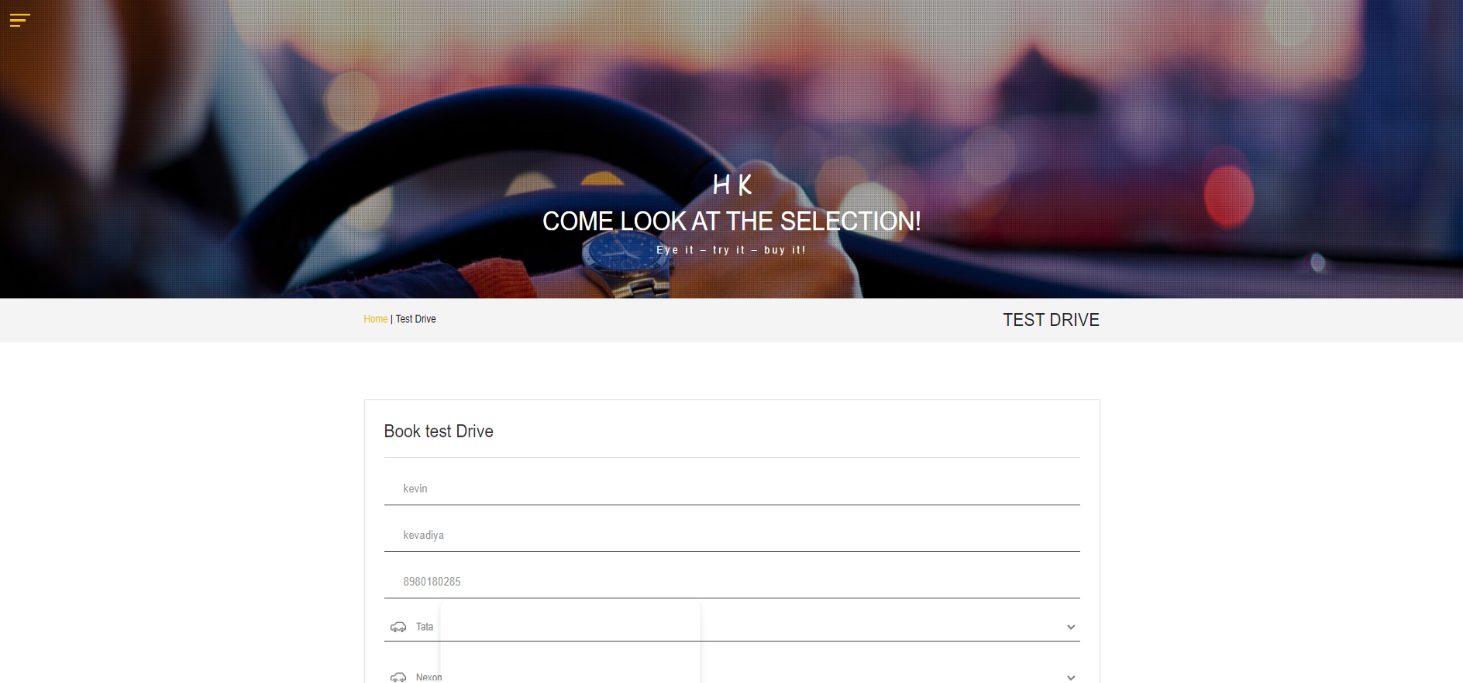 H K
COME LOOK AT THE SELECTION!
Eye it – try it – buy it!
Home | Test Drive
TEST DRIVE
Book test Drive
kevin
kevadiya
8980180285
Tata
Nexon